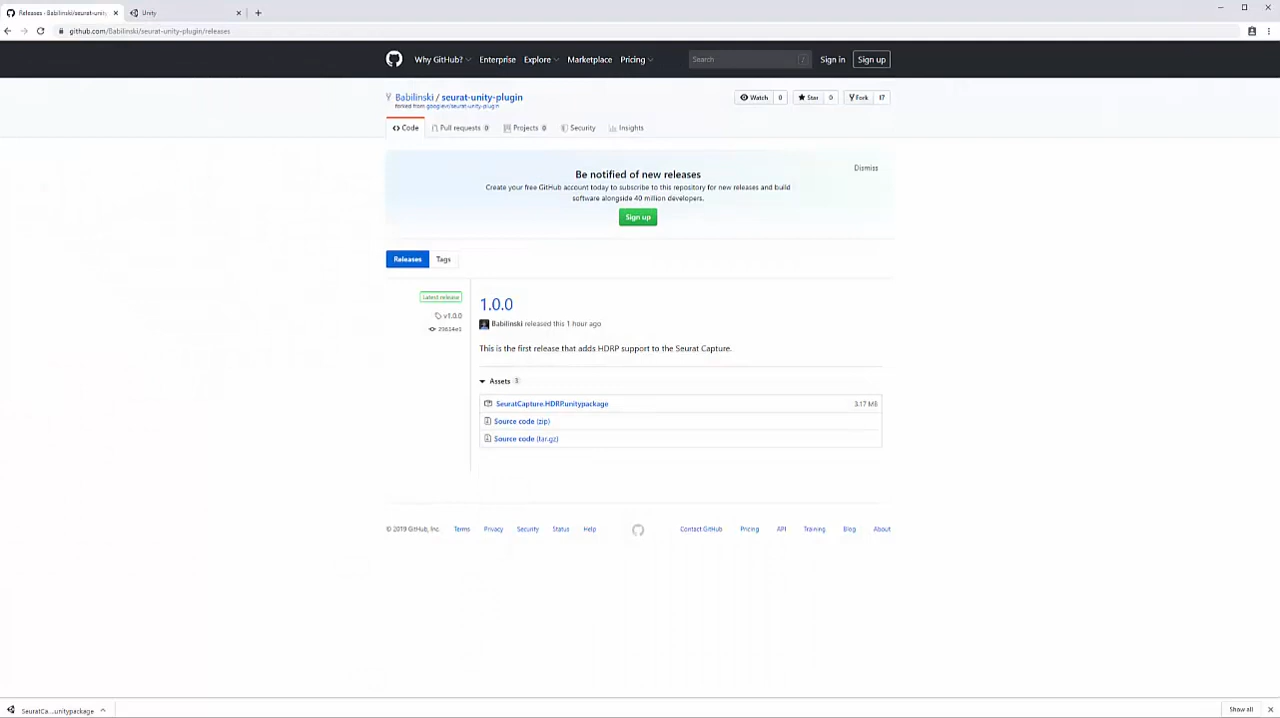 Releases · Babilinski/seurat-unit
Unity
github.com/Babilinski/seurat-unity-plugin/releases
Why GitHub? Enterprise Explore Marketplace Pricing Search / Sign in Sign up
Babilinski / seurat-unity-plugin
forked from googlevr/seurat-unity-plugin
Watch 0 Star 0 Fork 17
Code Pull requests 0 Projects 0 Security Insights
Be notified of new releases
Dismiss
Create your free GitHub account today to subscribe to this repository for new releases and build
software alongside 40 million developers.
Sign up
Releases Tags
Latest release
v1.0.0
1.0.0
Babilinski released this 1 hour ago
This is the first release that adds HDRP support to the Seurat Capture.
Assets 3
SeuratCapture.HDRP.unitypackage 3.17 MB
Source code (zip)
Source code (tar.gz)
© 2019 GitHub, Inc. Terms Privacy Security Status Help Contact GitHub Pricing API Training Blog About
SeuratCa....unitypackage
Show all